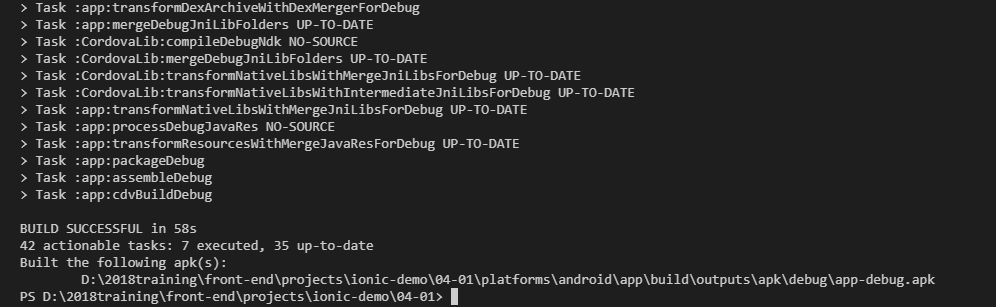 > Task :app:transformDexArchiveWithDexMergerForDebug
> Task :app:mergeDebugJniLibFolders UP-TO-DATE
> Task :CordovaLib:compileDebugNdk NO-SOURCE
> Task :CordovaLib:mergeDebugJniLibFolders UP-TO-DATE
> Task :CordovaLib:transformNativeLibsWithMergeJniLibsForDebug UP-TO-DATE
> Task :CordovaLib:transformNativeLibsWithIntermediateJniLibsForDebug UP-TO-DATE
> Task :app:transformNativeLibsWithMergeJniLibsForDebug UP-TO-DATE
> Task :app:processDebugJavaRes NO-SOURCE
> Task :app:transformResourcesWithMergeJavaResForDebug UP-TO-DATE
> Task :app:packageDebug
> Task :app:assembleDebug
> Task :app:cdvBuildDebug
BUILD SUCCESSFUL in 58s
42 actionable tasks: 7 executed, 35 up-to-date
Built the following apk(s):
D:\2018training\front-end\projects\ionic-demo\04-01\platforms\android\app\build\outputs\apk\debug\app-debug.apk
PS D:\2018training\front-end\projects\ionic-demo\04-01>